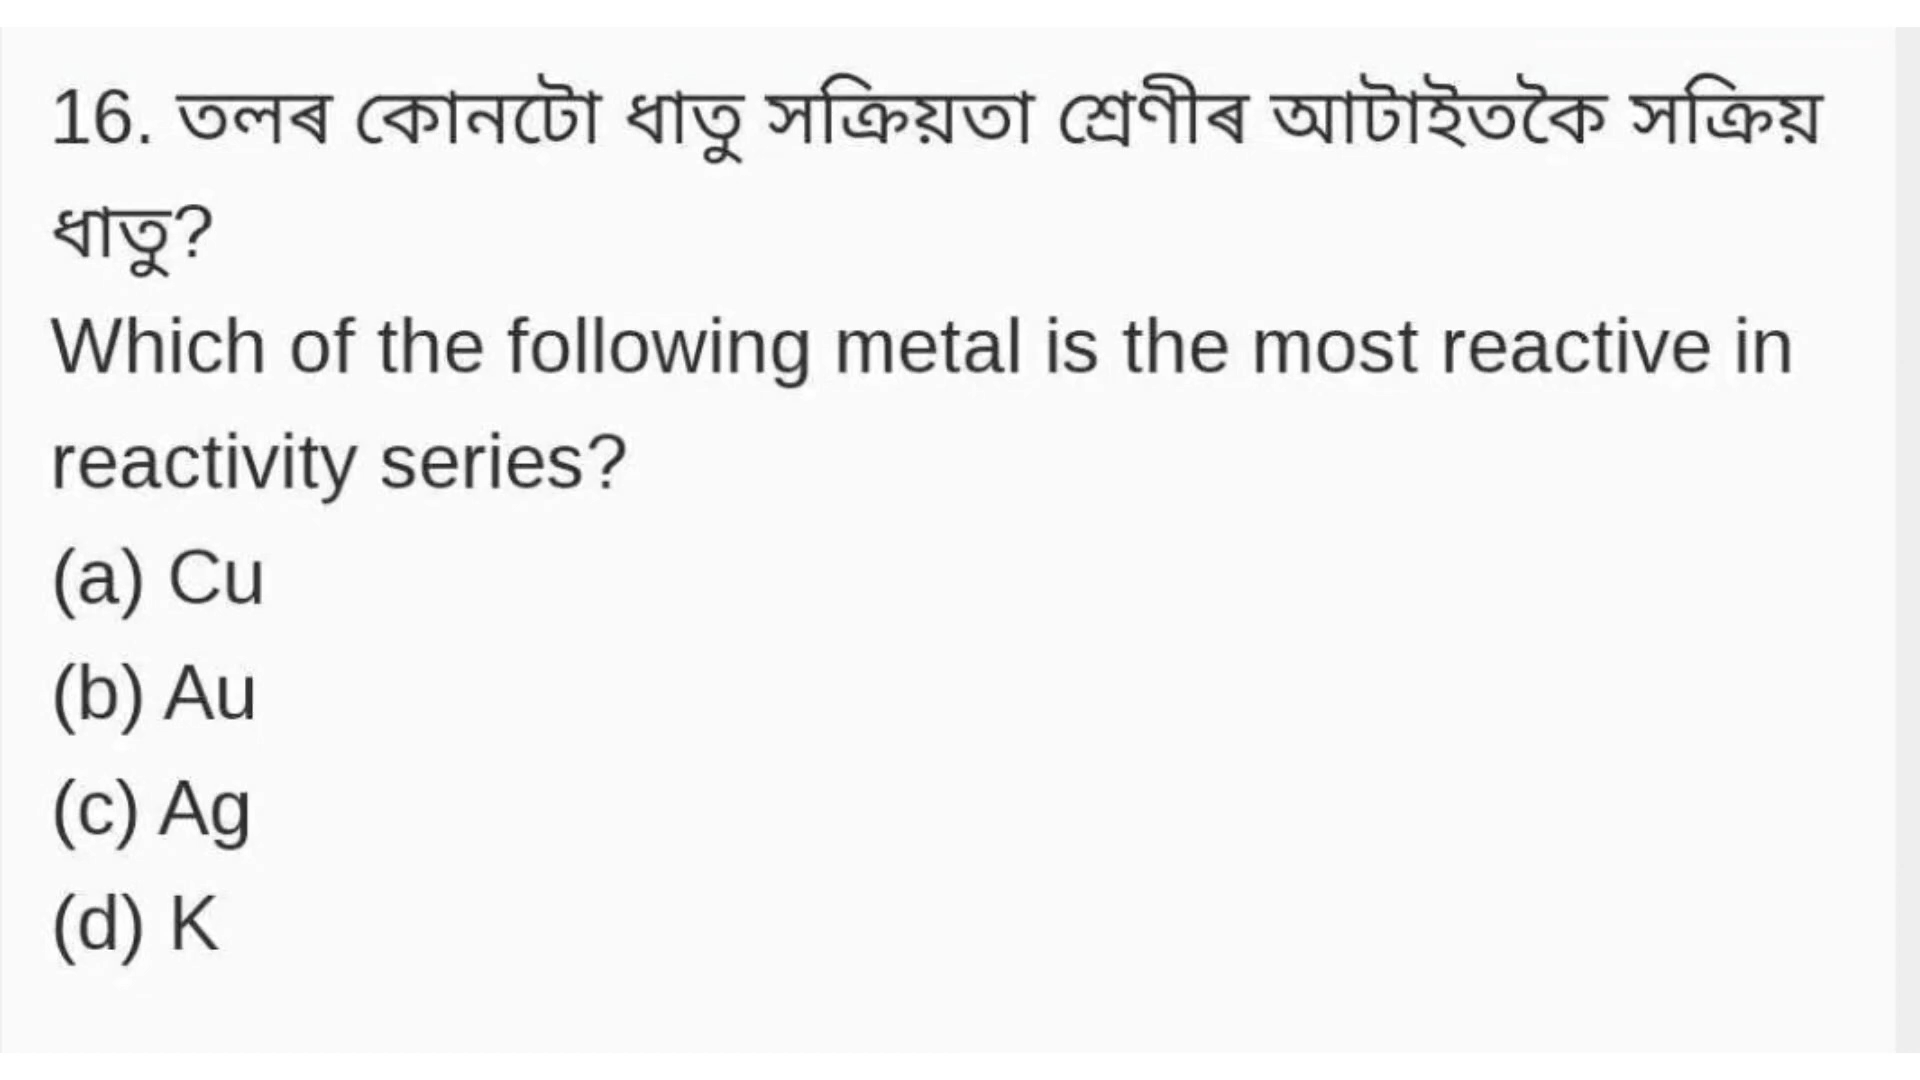 16. তলৰ কোনটো ধাতু সক্ৰিয়তা শ্ৰেণীৰ আটাইতকৈ সক্ৰিয়
ধাতু?
Which of the following metal is the most reactive in
reactivity series?
(a) Cu
(b) Au
(c) Ag
(d) K